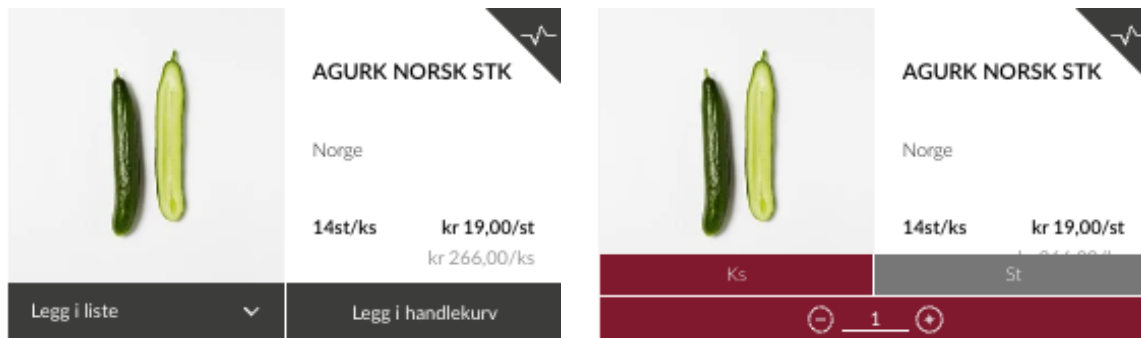 AGURK NORSK STK
Norge
14st/ks kr 19,00/st
kr 266,00/ks
Legg i liste Legg i handlekurv
AGURK NORSK STK
Norge
14st/ks kr 19,00/st
Ks St
1